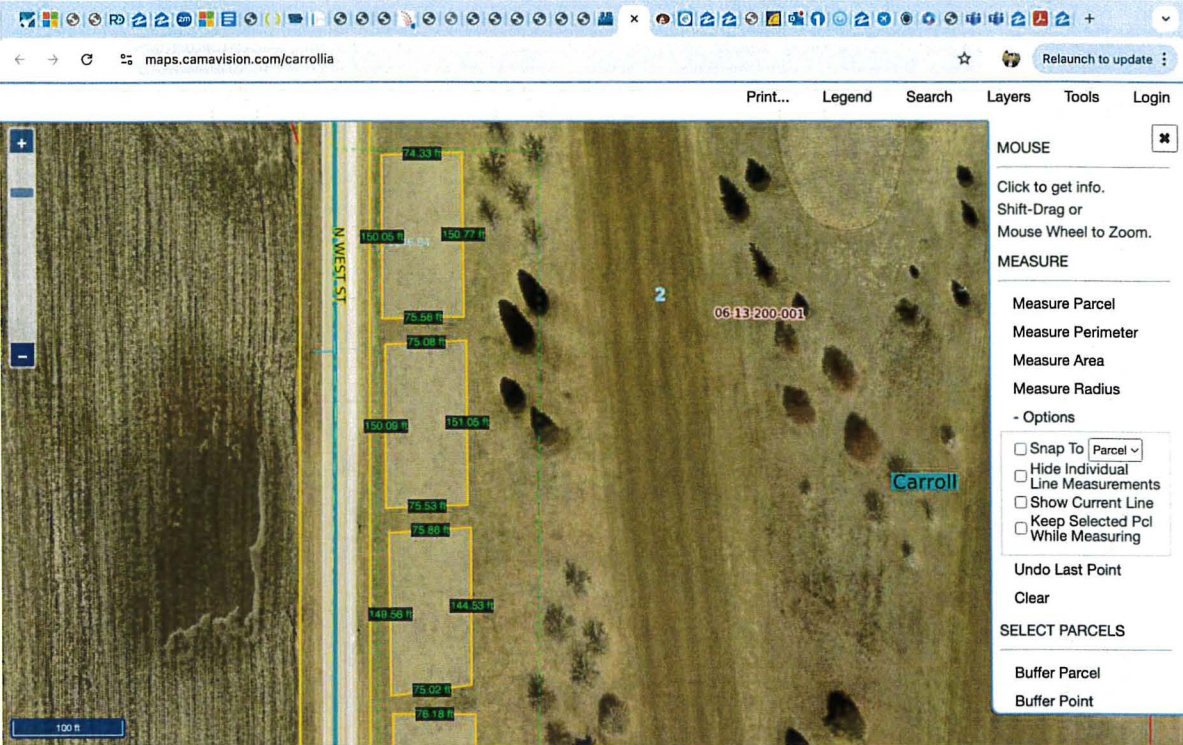 RD
zm
maps.camavision.com/carrollia
Relaunch to update
Print... Legend Search Layers Tools Login
+
−
N WEST ST
74.33 ft
150.05 ft
150.77 ft
75.58 ft
75.08 ft
150.09 ft
151.05 ft
75.53 ft
75.86 ft
149.56 ft
144.53 ft
75.02 ft
76.18 ft
100 ft
2
06-13-200-001
Carroll
MOUSE
Click to get info.
Shift-Drag or
Mouse Wheel to Zoom.
MEASURE
Measure Parcel
Measure Perimeter
Measure Area
Measure Radius
- Options
Snap To Parcel
Hide Individual
Line Measurements
Show Current Line
Keep Selected Pcl
While Measuring
Undo Last Point
Clear
SELECT PARCELS
Buffer Parcel
Buffer Point